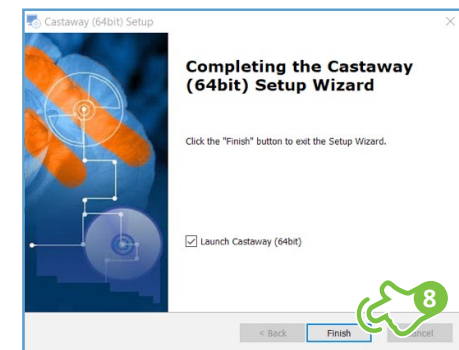 Castaway (64bit) Setup
Completing the Castaway
(64bit) Setup Wizard
Click the "Finish" button to exit the Setup Wizard.
Launch Castaway (64bit)
8
< Back
Finish